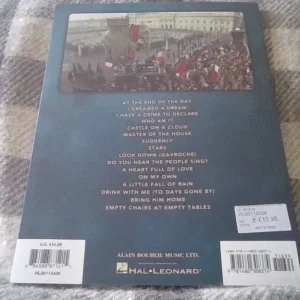 AT THE END OF THE DAY
I DREAMED A DREAM
I HAVE A CRIME TO DECLARE
WHO AM I?
CASTLE ON A CLOUD
MASTER OF THE HOUSE
SUDDENLY
STARS
LOOK DOWN (GAVROCHE)
DO YOU HEAR THE PEOPLE SING?
A HEART FULL OF LOVE
ON MY OWN
A LITTLE FALL OF RAIN
DRINK WITH ME (TO DAYS GONE BY)
BRING HIM HOME
EMPTY CHAIRS AT EMPTY TABLES
ALAIN BOUBLIL MUSIC LTD.
HAL•LEONARD
HL00114330